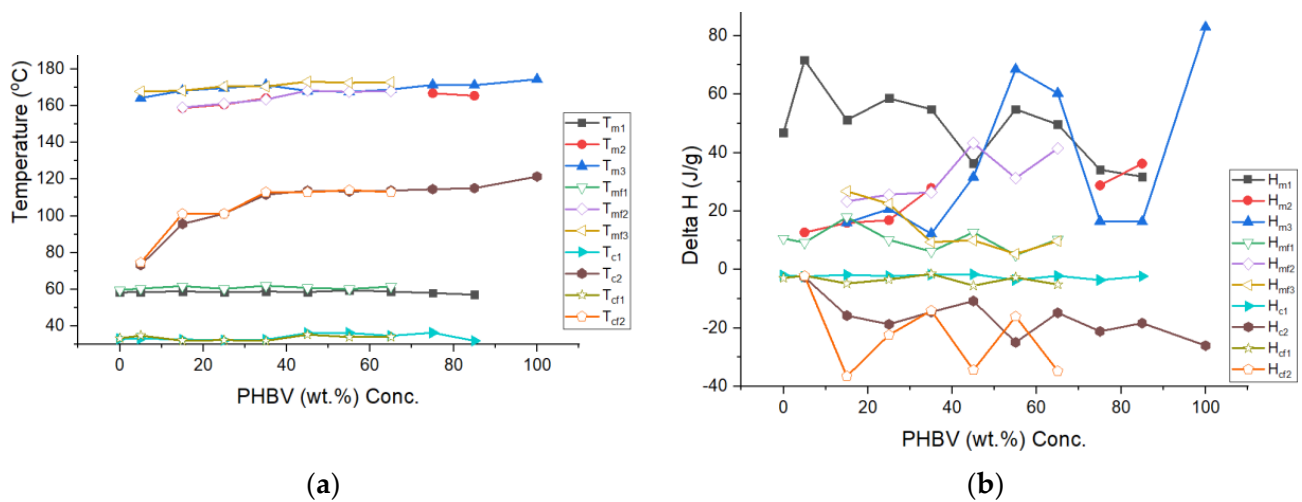 (a)
Temperature (ºC)
180
160
140
120
100
80
60
40
0
20
40
60
80
100
PHBV (wt.%) Conc.
Tm1
Tm2
Tm3
Tmf1
Tmf2
Tmf3
Tc1
Tc2
Tcf1
Tcf2
(a)
b)
Delta H (J/g)
80
60
40
20
0
-20
-40
0
20
40
60
80
100
PHBV (wt.%) Conc.
Hm1
Hm2
Hm3
Hmf1
Hmf2
Hmf3
Hc1
Hc2
Hcf1
Hcf2
(b)